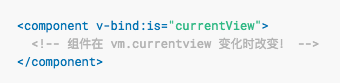 <component v-bind:is="currentView">
<!-- 组件在 vm.currentview 变化时改变! -->
</component>